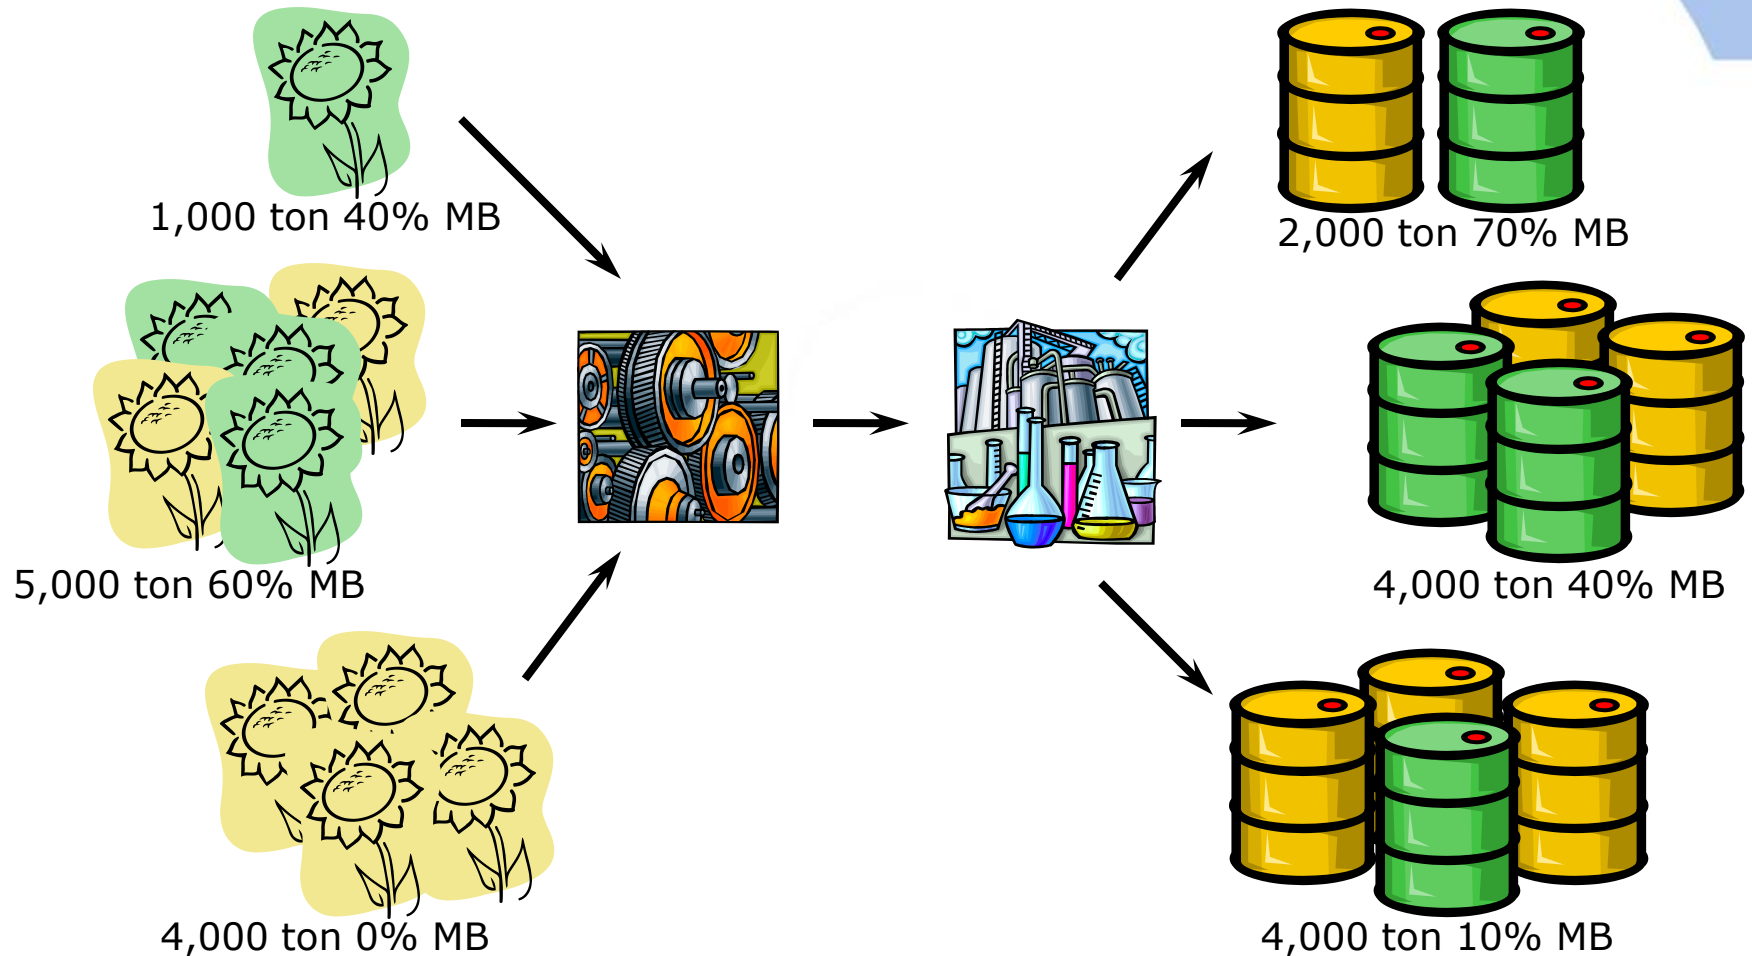 1,000 ton 40% MB
5,000 ton 60% MB
4,000 ton 0% MB
2,000 ton 70% MB
4,000 ton 40% MB
4,000 ton 10% MB